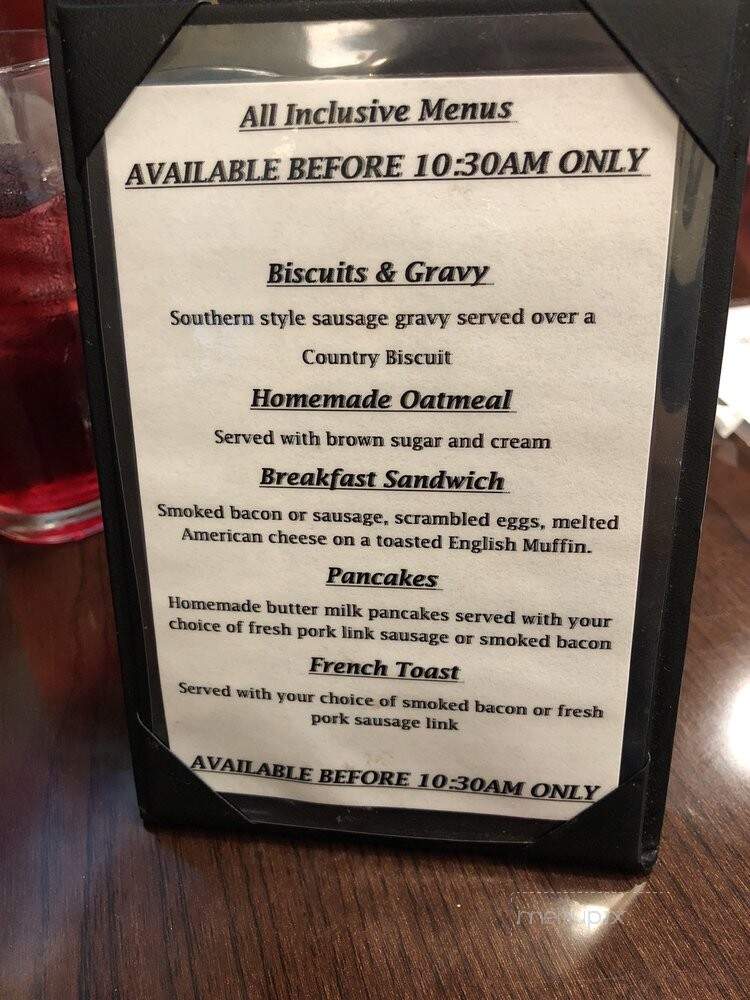 All Inclusive Menus
AVAILABLE BEFORE 10:30AM ONLY
Biscuits & Gravy
Southern style sausage gravy served over a
Country Biscuit
Homemade Oatmeal
Served with brown sugar and cream
Breakfast Sandwich
Smoked bacon or sausage, scrambled eggs, melted
American cheese on a toasted English Muffin.
Pancakes
Homemade butter milk pancakes served with your
choice of fresh pork link sausage or smoked bacon
French Toast
Served with your choice of smoked bacon or fresh
pork sausage link
AVAILABLE BEFORE 10:30AM ONLY
menupix